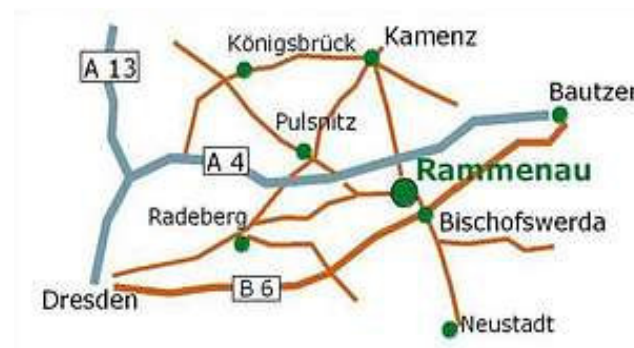 Königsbrück
Kamenz
A 13
Bautzen
Pulsnitz
A 4
Rammenau
Radeberg
Bischofswerda
B 6
Dresden
Neustadt